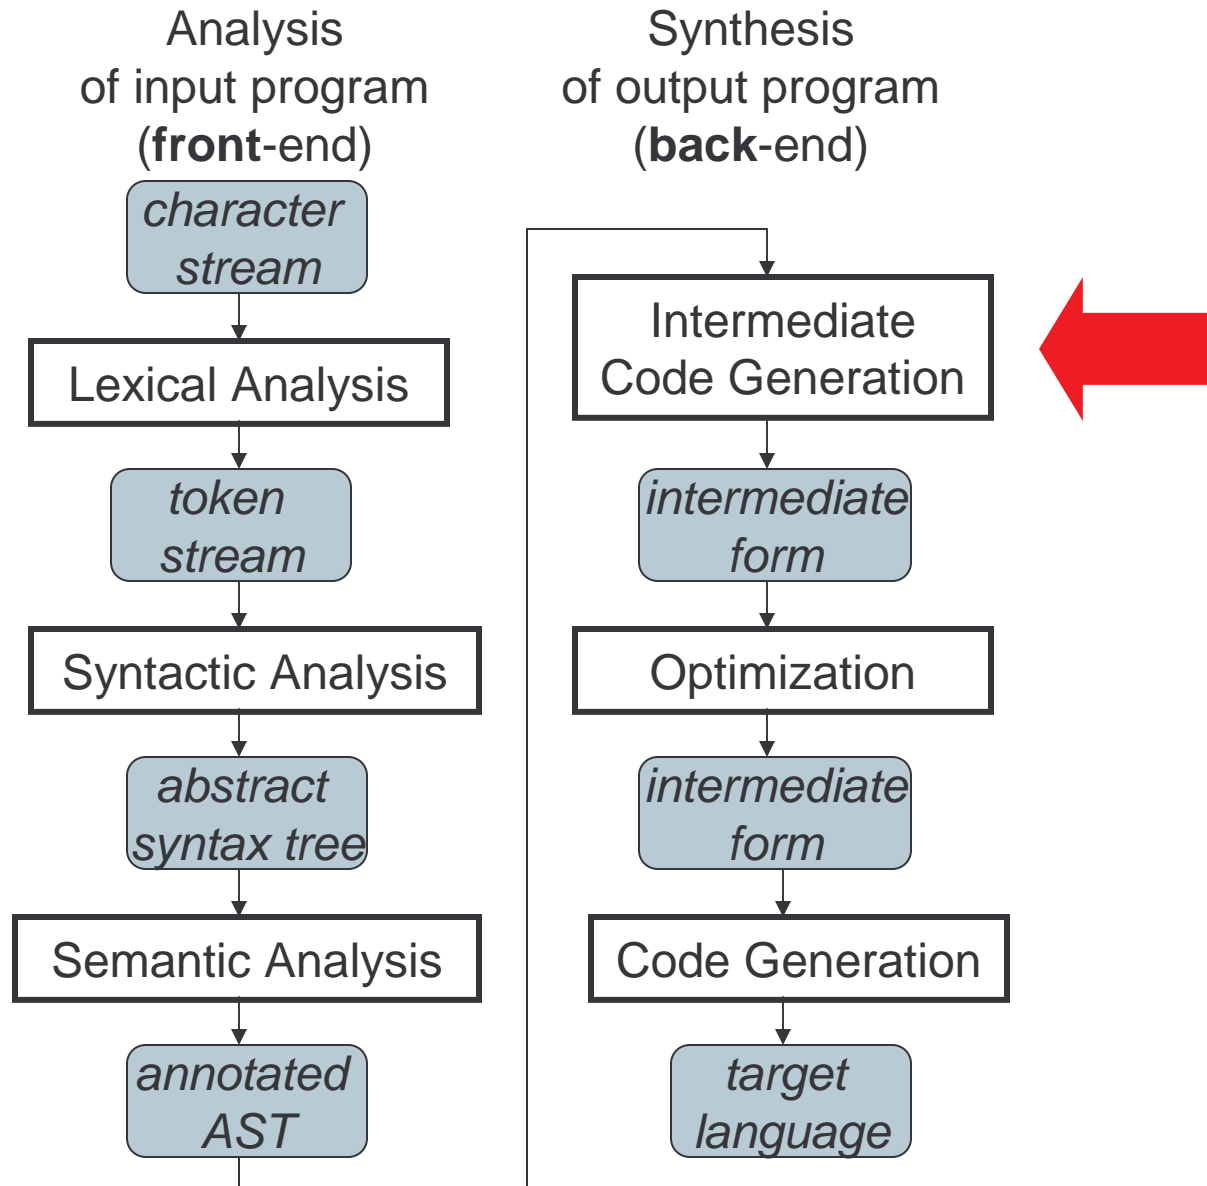 Analysis
of input program
(front-end)
character
stream
Lexical Analysis
token
stream
Syntactic Analysis
abstract
syntax tree
Semantic Analysis
annotated
AST
Synthesis
of output program
(back-end)
Intermediate
Code Generation
intermediate
form
Optimization
intermediate
form
Code Generation
target
language